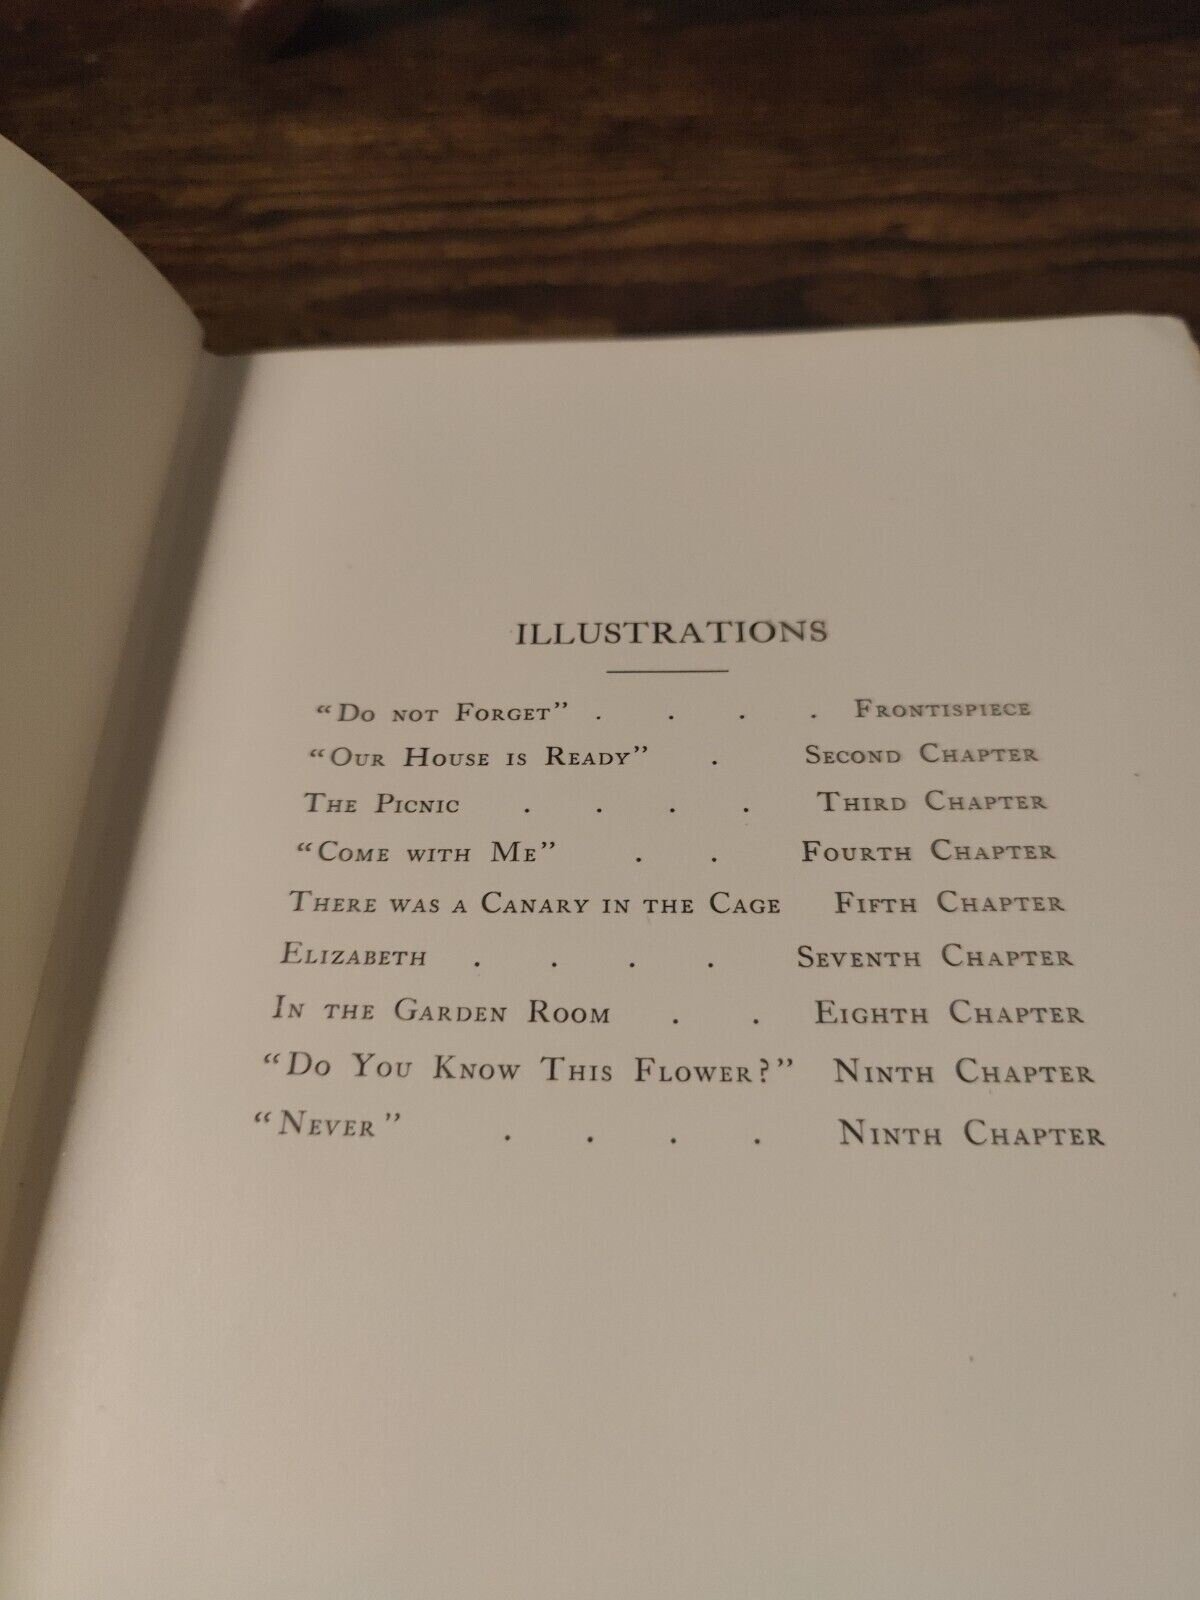 ILLUSTRATIONS
“Do not Forget” . . . . Frontispiece
“Our House is Ready” . Second Chapter
The Picnic . . . . Third Chapter
“Come with Me” . . Fourth Chapter
There was a Canary in the Cage Fifth Chapter
Elizabeth . . . . Seventh Chapter
In the Garden Room . . Eighth Chapter
“Do You Know This Flower?” Ninth Chapter
“Never” . . . . Ninth Chapter